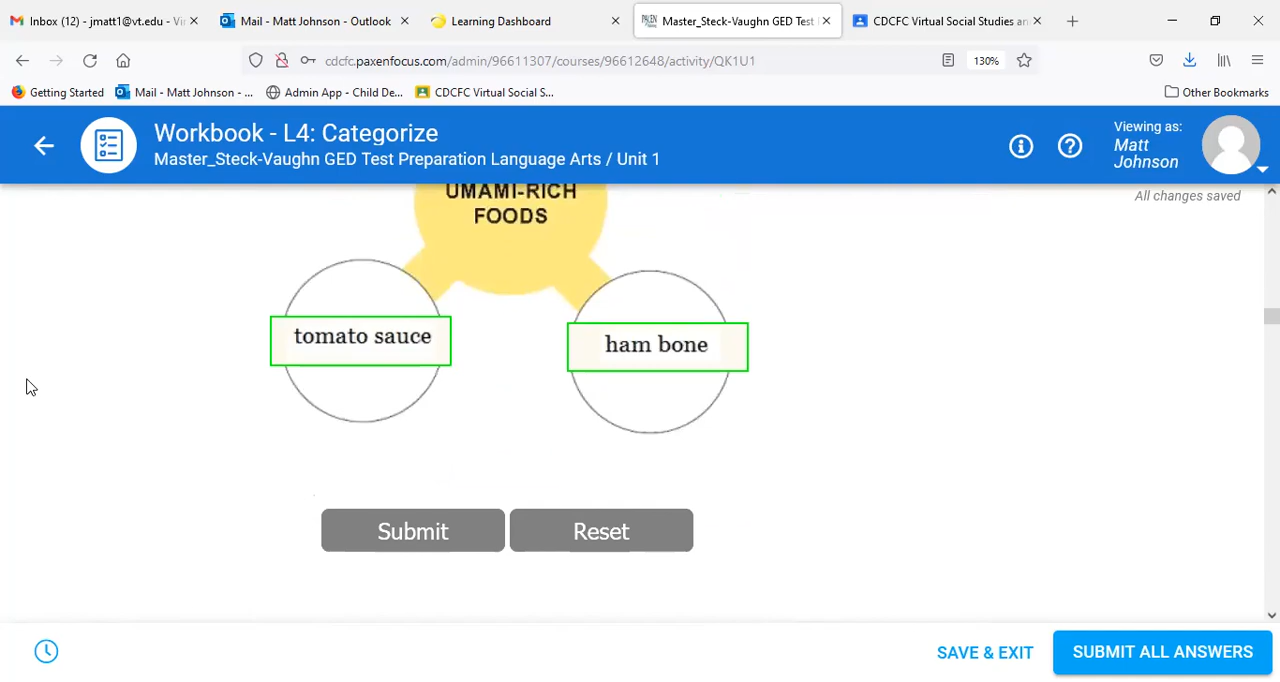 Inbox (12) - jmatt1@vt.edu - Vi
Mail - Matt Johnson - Outlook
Learning Dashboard
Master_Steck-Vaughn GED Test
CDCFC Virtual Social Studies an
cdcfc.paxenfocus.com/admin/96611307/courses/96612648/activity/QK1U1
130%
Getting Started
Mail - Matt Johnson - ...
Admin App - Child De...
CDCFC Virtual Social S...
Other Bookmarks
Workbook - L4: Categorize
Master_Steck-Vaughn GED Test Preparation Language Arts / Unit 1
Viewing as:
Matt
Johnson
All changes saved
UMAMI-RICH
FOODS
tomato sauce
ham bone
Submit
Reset
SAVE & EXIT
SUBMIT ALL ANSWERS